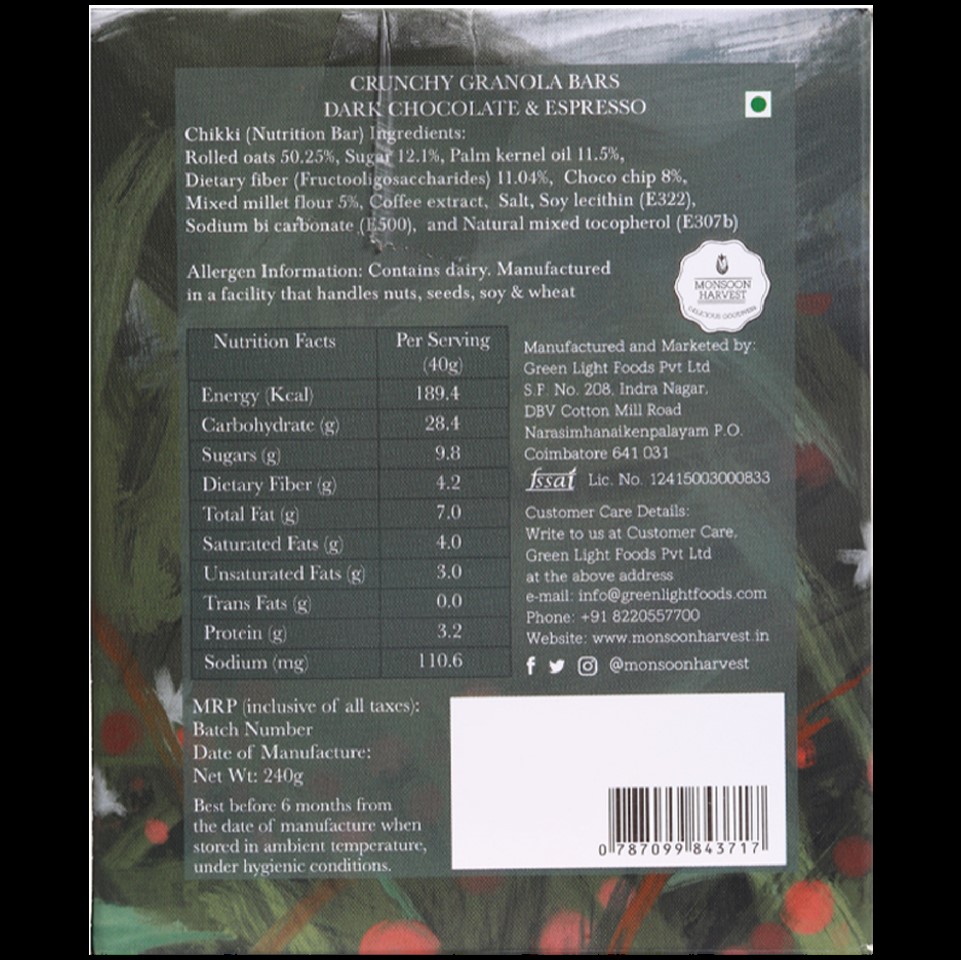 CRUNCHY GRANOLA BARS
DARK CHOCOLATE & ESPRESSO
Chikki (Nutrition Bar) Ingredients:
Rolled oats 50.25%, Sugar 12.1%, Palm kernel oil 11.5%,
Dietary fiber (Fructooligosaccharides) 11.04%, Choco chip 8%,
Mixed millet flour 5%, Coffee extract, Salt, Soy lecithin (E322),
Sodium bi carbonate (E500), and Natural mixed tocopherol (E307b)
Allergen Information: Contains dairy. Manufactured
in a facility that handles nuts, seeds, soy & wheat
MONSOON
HARVEST
DELICIOUS GOODNESS
Nutrition Facts Per Serving
(40g)
Energy (Kcal) 189.4
Carbohydrate (g) 28.4
Sugars (g) 9.8
Dietary Fiber (g) 4.2
Total Fat (g) 7.0
Saturated Fats (g) 4.0
Unsaturated Fats (g) 3.0
Trans Fats (g) 0.0
Protein (g) 3.2
Sodium (mg) 110.6
Manufactured and Marketed by:
Green Light Foods Pvt Ltd
S.F. No. 208, Indra Nagar,
DBV Cotton Mill Road
Narasimhanaikenpalayam P.O.
Coimbatore 641 031
fssai Lic. No. 12415003000833
Customer Care Details:
Write to us at Customer Care,
Green Light Foods Pvt Ltd
at the above address
e-mail: info@greenlightfoods.com
Phone: +91 8220557700
Website: www.monsoonharvest.in
@monsoonharvest
MRP (inclusive of all taxes):
Batch Number
Date of Manufacture:
Net Wt: 240g
Best before 6 months from
the date of manufacture when
stored in ambient temperature,
under hygienic conditions.
0 787099 843717